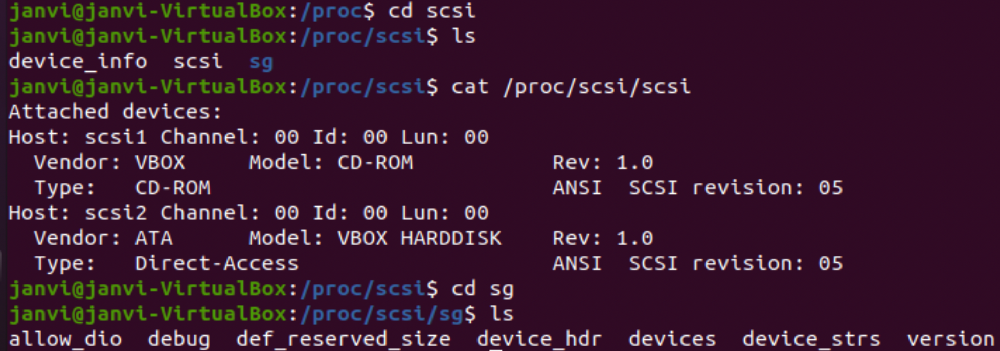 janvi@janvi-VirtualBox:/proc$ cd scsi
janvi@janvi-VirtualBox:/proc/scsi$ ls
device_info  scsi  sg
janvi@janvi-VirtualBox:/proc/scsi$ cat /proc/scsi/scsi
Attached devices:
Host: scsi1 Channel: 00 Id: 00 Lun: 00
  Vendor: VBOX     Model: CD-ROM           Rev: 1.0
  Type:   CD-ROM                           ANSI  SCSI revision: 05
Host: scsi2 Channel: 00 Id: 00 Lun: 00
  Vendor: ATA      Model: VBOX HARDDISK    Rev: 1.0
  Type:   Direct-Access                    ANSI  SCSI revision: 05
janvi@janvi-VirtualBox:/proc/scsi$ cd sg
janvi@janvi-VirtualBox:/proc/scsi/sg$ ls
allow_dio  debug  def_reserved_size  device_hdr  devices  device_strs  version